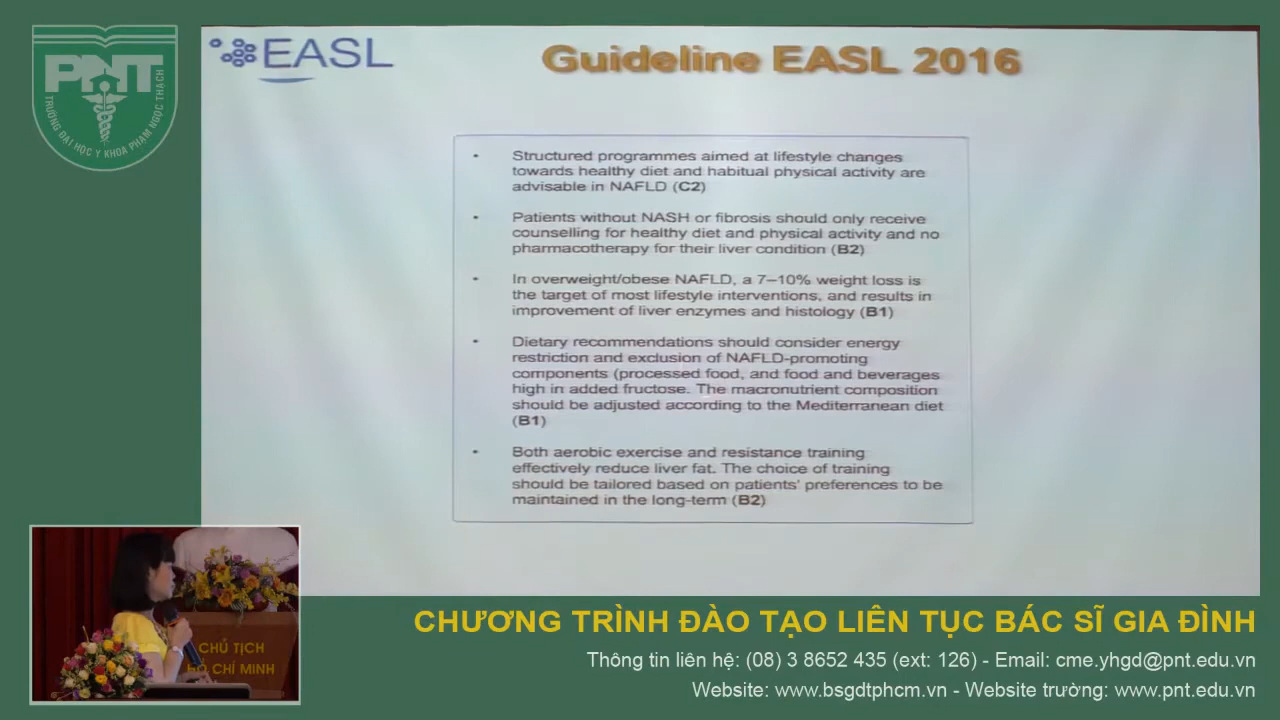 PNT
TRƯỜNG ĐẠI HỌC Y KHOA PHẠM NGỌC THẠCH
EASL
Guideline EASL 2016
• Structured programmes aimed at lifestyle changes
towards healthy diet and habitual physical activity are
advisable in NAFLD (C2)
• Patients without NASH or fibrosis should only receive
counselling for healthy diet and physical activity and no
pharmacotherapy for their liver condition (B2)
• In overweight/obese NAFLD, a 7–10% weight loss is
the target of most lifestyle interventions, and results in
improvement of liver enzymes and histology (B1)
• Dietary recommendations should consider energy
restriction and exclusion of NAFLD-promoting
components (processed food, and food and beverages
high in added fructose. The macronutrient composition
should be adjusted according to the Mediterranean diet
(B1)
• Both aerobic exercise and resistance training
effectively reduce liver fat. The choice of training
should be tailored based on patients' preferences to be
maintained in the long-term (B2)
CHỦ TỊCH
HỒ CHÍ MINH
CHƯƠNG TRÌNH ĐÀO TẠO LIÊN TỤC BÁC SĨ GIA ĐÌNH
Thông tin liên hệ: (08) 3 8652 435 (ext: 126) - Email: cme.yhgd@pnt.edu.vn
Website: www.bsgdtphcm.vn - Website trường: www.pnt.edu.vn